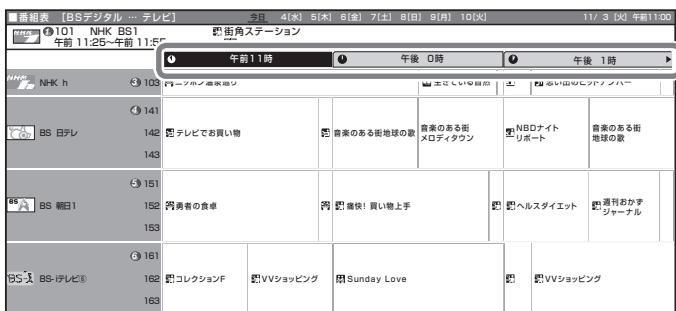 ■番組表 [BSデジタル … テレビ] 今日 4[水] 5[木] 6[金] 7[土] 8[日] 9[月] 10[火] 11/ 3 [火] 午前11:00
①101 NHK BS1 街角ステーション
午前 11:25~午前 11:55
午前11時 午後 0時 午後 1時
NHK h ③ 103 ニッポン温泉巡り 生きている自然 思い出のヒットナンバー
④ 141
BS 日テレ 142 テレビでお買い物 音楽のある街地球の歌 音楽のある街 メロディタウン NBDナイト リポート 音楽のある街 地球の歌
143
⑤ 151
BS 朝日1 152 勇者の食卓 痛快! 買い物上手 ヘルスダイエット 週刊おかず ジャーナル
153
⑥ 161
BS-i BS-iテレビ⑥ 162 コレクションF VVショッピング Sunday Love VVショッピング
163